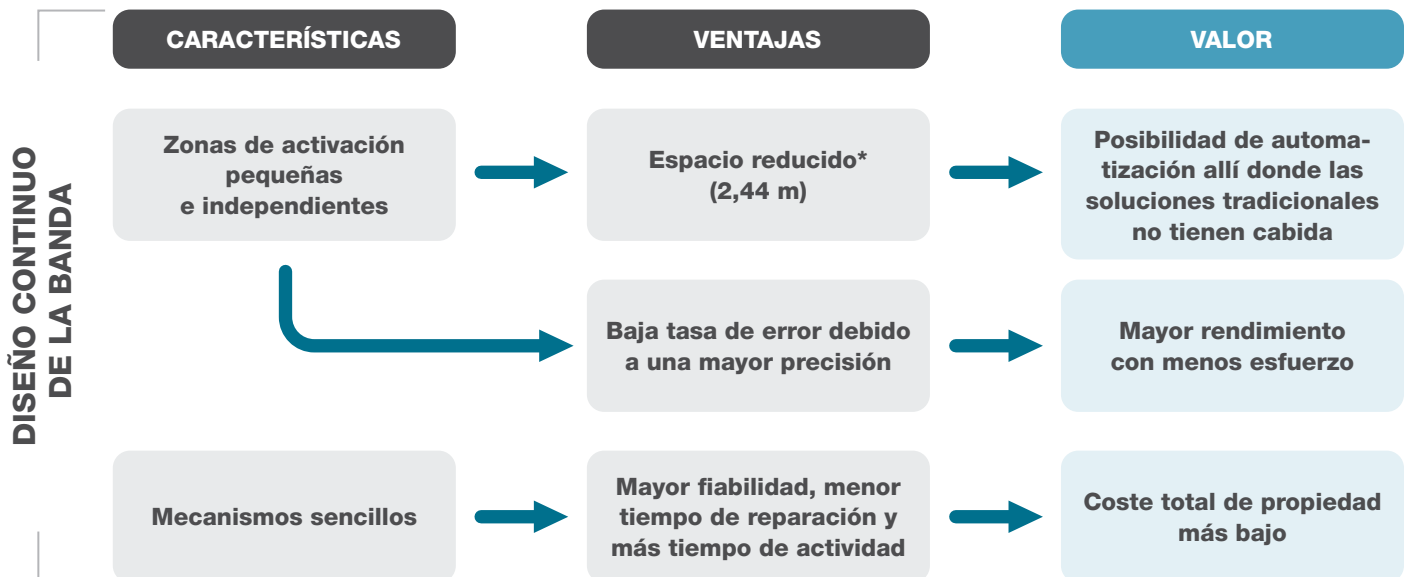 CARACTERÍSTICAS
VENTAJAS
VALOR
DISEÑO CONTINUO
DE LA BANDA
Zonas de activación
pequeñas
e independientes
Espacio reducido*
(2,44 m)
Posibilidad de automa-
tización allí donde las
soluciones tradicionales
no tienen cabida
Baja tasa de error debido
a una mayor precisión
Mayor rendimiento
con menos esfuerzo
Mecanismos sencillos
Mayor fiabilidad, menor
tiempo de reparación y
más tiempo de actividad
Coste total de propiedad
más bajo